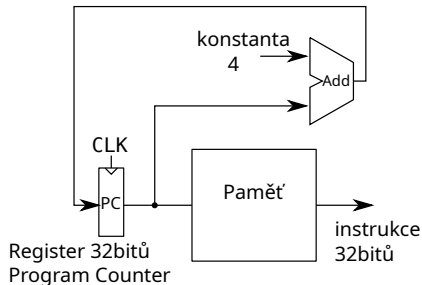 konstanta
4
Add
CLK
PC
Paměť
instrukce
32bitů
Register 32bitů
Program Counter